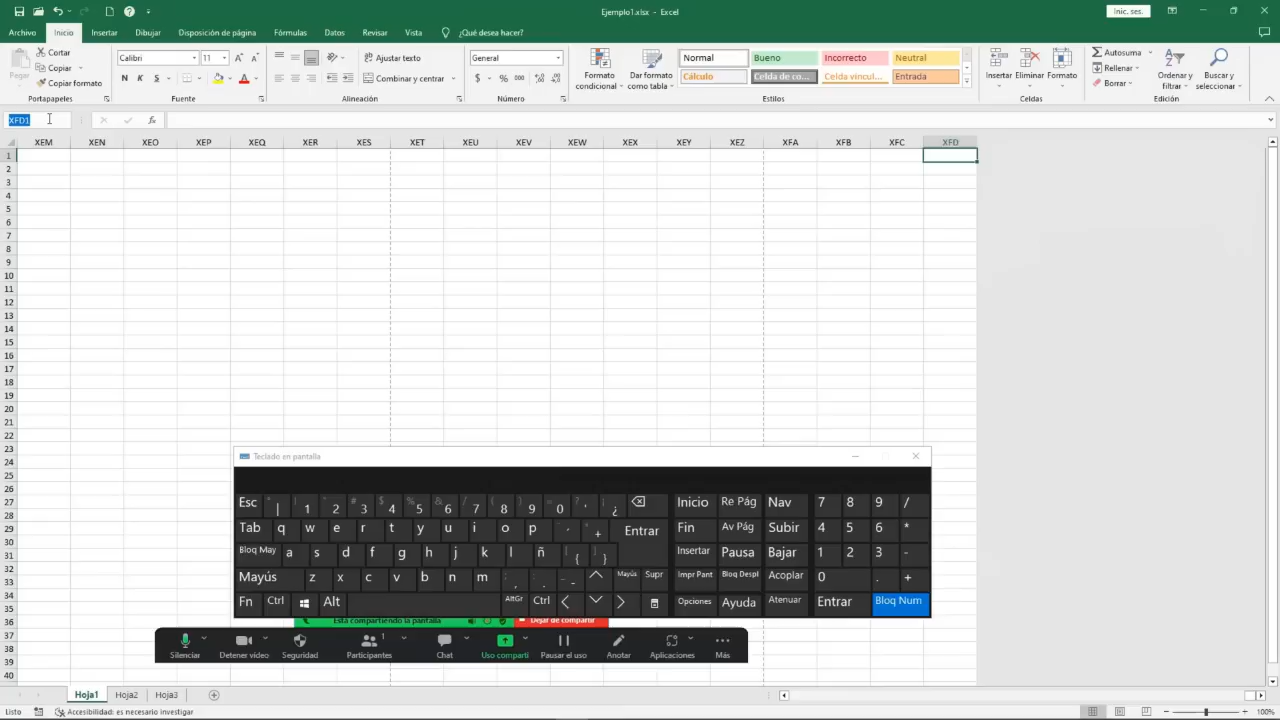 Ejemplo1.xlsx - Excel
Inic. ses.
Archivo Inicio Insertar Dibujar Disposición de página Fórmulas Datos Revisar Vista ¿Qué desea hacer?
Pegar
Cortar
Copiar
Copiar formato
Portapapeles
Calibri 11
N K S
Fuente
Ajustar texto
Combinar y centrar
Alineación
General
$ % 000
Número
Formato condicional
Dar formato como tabla
Normal Bueno Incorrecto Neutral
Cálculo Celda de co... Celda vincul... Entrada
Estilos
Insertar Eliminar Formato
Celdas
Autosuma
Rellenar
Borrar
Ordenar y filtrar
Buscar y seleccionar
Edición
XFD1 fx
XEM XEN XEO XEP XEQ XER XES XET XEU XEV XEW XEX XEY XEZ XFA XFB XFC XFD
1
2
3
4
5
6
7
8
9
10
11
12
13
14
15
16
17
18
19
20
21
22
23
24
25
26
27
28
29
30
31
32
33
34
35
36
37
38
39
40
Teclado en pantalla
Esc | 1 2 3 4 5 6 7 8 9 0 ' ¿ Inicio Re Pág Nav 7 8 9 /
Tab q w e r t y u i o p + Entrar Fin Av Pág Subir 4 5 6 *
Bloq May a s d f g h j k l ñ { } Insertar Pausa Bajar 1 2 3 -
Mayús z x c v b n m , . - Mayús Supr Impr Pant Bloq Despl Acoplar 0 . +
Fn Ctrl Alt AltGr Ctrl Opciones Ayuda Atenuar Entrar Bloq Num
Está compartiendo la pantalla Dejar de compartir
Silenciar Detener video Seguridad Participantes 1 Chat Uso comparti Pausar el uso Anotar Aplicaciones Más
Hoja1 Hoja2 Hoja3
Listo Accesibilidad: es necesario investigar 100%